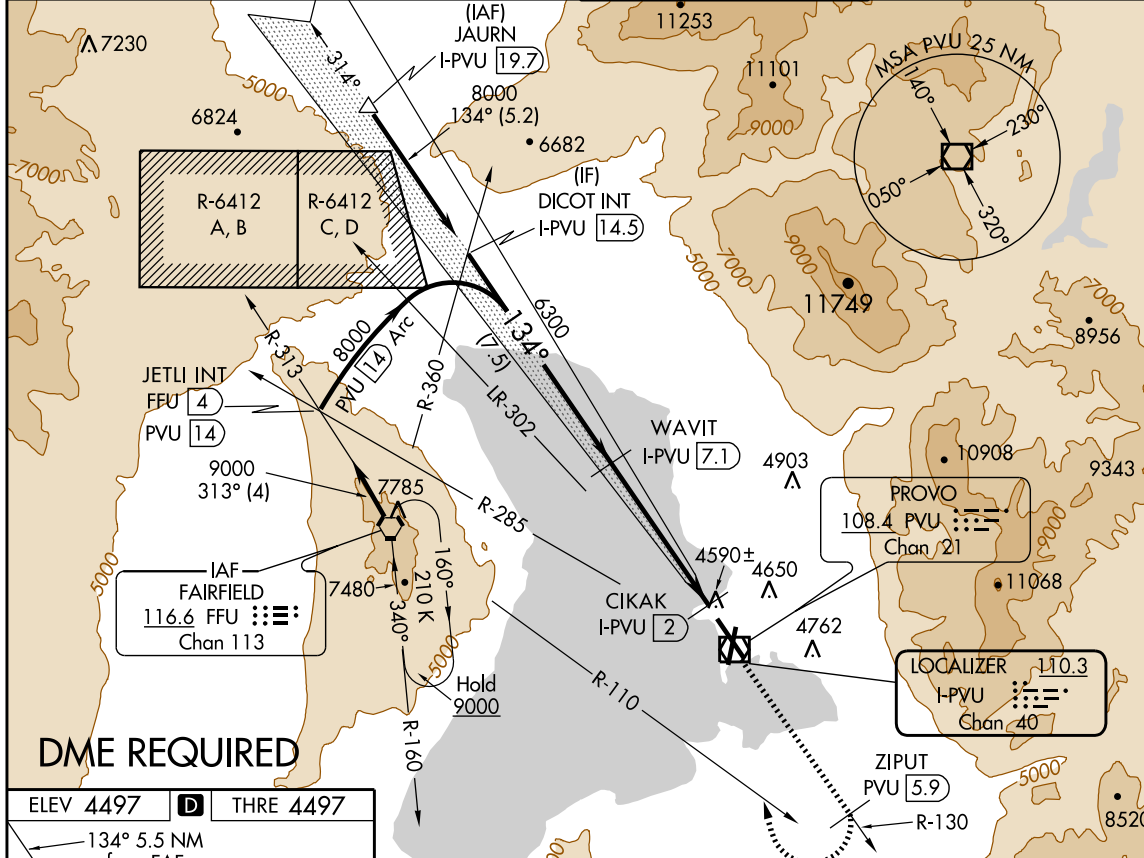 (IAF)
JAURN
I-PVU 19.7
11253
7230
314°
MSA PVU 25 NM
140°
230°
050°
320°
11101
9000
5000
8000
134° (5.2)
6824
6682
7000
R-6412
A, B
R-6412
C, D
(IF)
DICOT INT
I-PVU 14.5
5000
7000
9000
11749
7000
8956
6300
134°
(7.5)
R-313
8000
PVU 14 Arc
R-360
LR-302
JETLI INT
FFU 4
PVU 14
WAVIT
I-PVU 7.1
4903
10908
9343
9000
313° (4)
7785
R-285
PROVO
108.4 PVU
Chan 21
9000
5000
IAF
FAIRFIELD
116.6 FFU
Chan 113
7480
160°
210 K
340°
5000
4590±
4650
11068
CIKAK
I-PVU 2
4762
LOCALIZER 110.3
I-PVU
Chan 40
Hold
9000
R-110
R-160
DME REQUIRED
ZIPUT
PVU 5.9
R-130
5000
8520
ELEV 4497 D THRE 4497
134° 5.5 NM